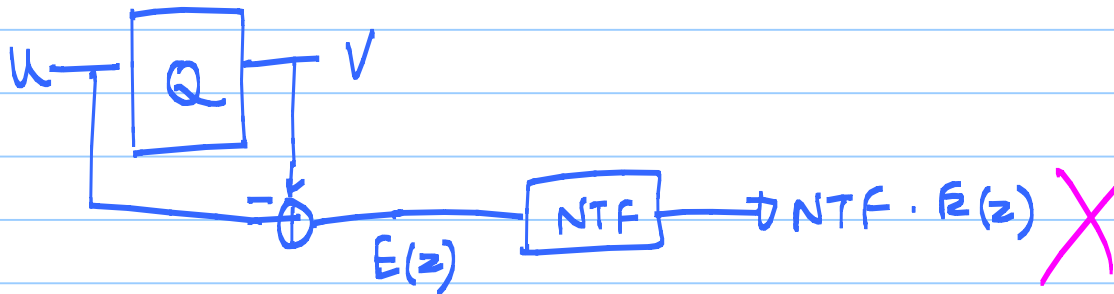 U Q V
- + NTF NTF . E(z)
E(z)